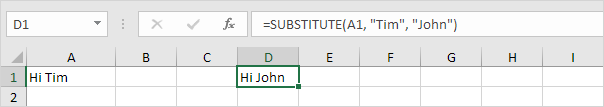 D1 fx =SUBSTITUTE(A1, "Tim", "John")
A B C D E F G H I
1 Hi Tim Hi John
2